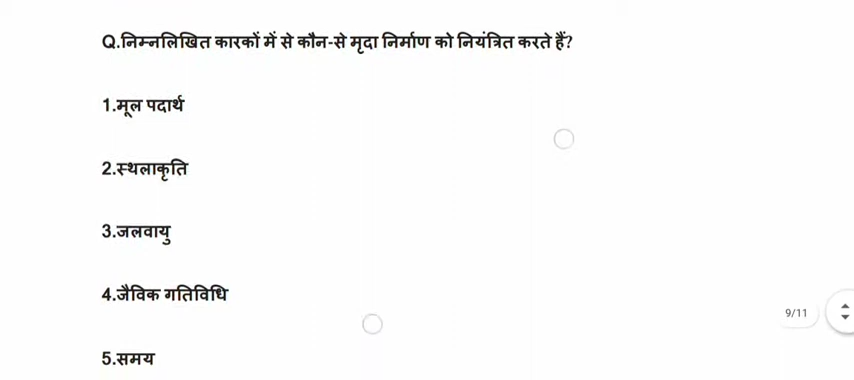 Q.निम्नलिखित कारकों में से कौन-से मृदा निर्माण को नियंत्रित करते हैं?
1.मूल पदार्थ
2.स्थलाकृति
3.जलवायु
4.जैविक गतिविधि
9/11
5.समय